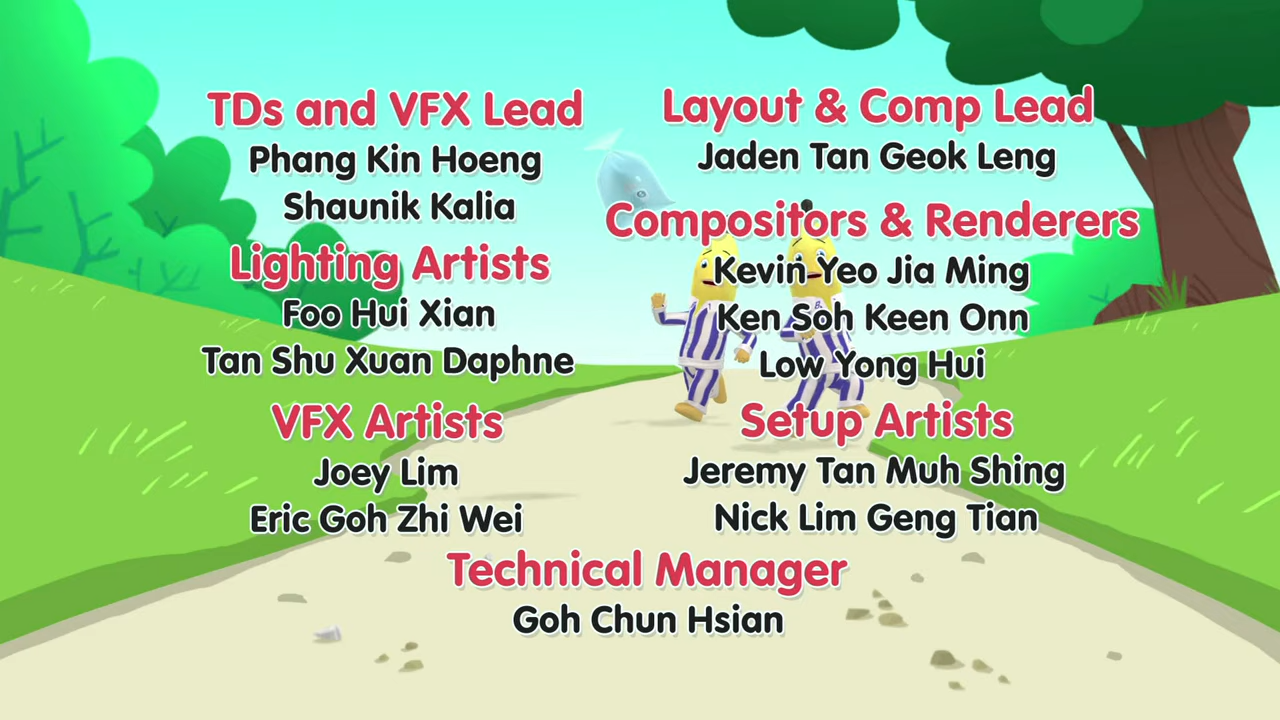 TDs and VFX Lead
Phang Kin Hoeng
Shaunik Kalia
Lighting Artists
Foo Hui Xian
Tan Shu Xuan Daphne
VFX Artists
Joey Lim
Eric Goh Zhi Wei
Layout & Comp Lead
Jaden Tan Geok Leng
Compositors & Renderers
Kevin Yeo Jia Ming
Ken Soh Keen Onn
Low Yong Hui
Setup Artists
Jeremy Tan Muh Shing
Nick Lim Geng Tian
Technical Manager
Goh Chun Hsian